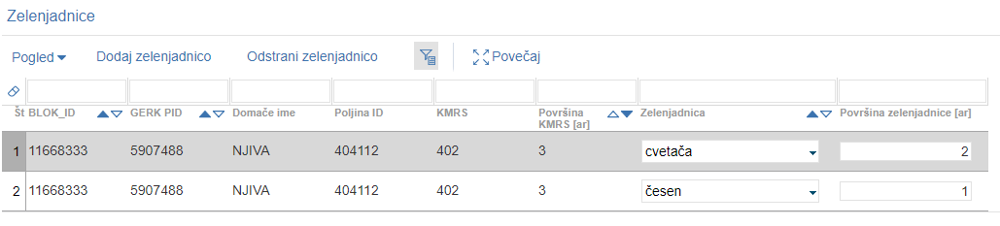 Zelenjadnice
Pogled Dodaj zelenjadnico Odstrani zelenjadnico Povečaj
Št BLOK_ID GERK PID Domače ime Poljina ID KMRS Površina KMRS [ar] Zelenjadnica Površina zelenjadnice [ar]
1 11668333 5907488 NJIVA 404112 402 3 cvetača 2
2 11668333 5907488 NJIVA 404112 402 3 česen 1